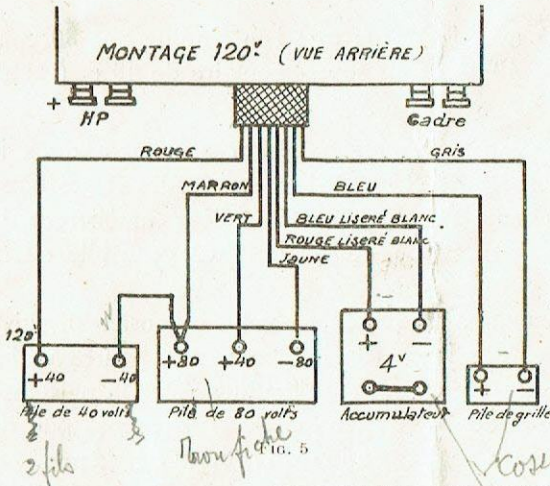 MONTAGE 120ᵛ (VUE ARRIÈRE)
+ HP
Cadre
ROUGE
GRIS
MARRON
BLEU
VERT
BLEU LISERÉ BLANC
ROUGE LISERÉ BLANC
JAUNE
120ᵛ
+40 −40
+80 +40 −80
+ −
4ᵛ
+ −
Pile de 40 volts
Pile de 80 volts
Accumulateur
Pile de grille
FIG. 5
2 fils